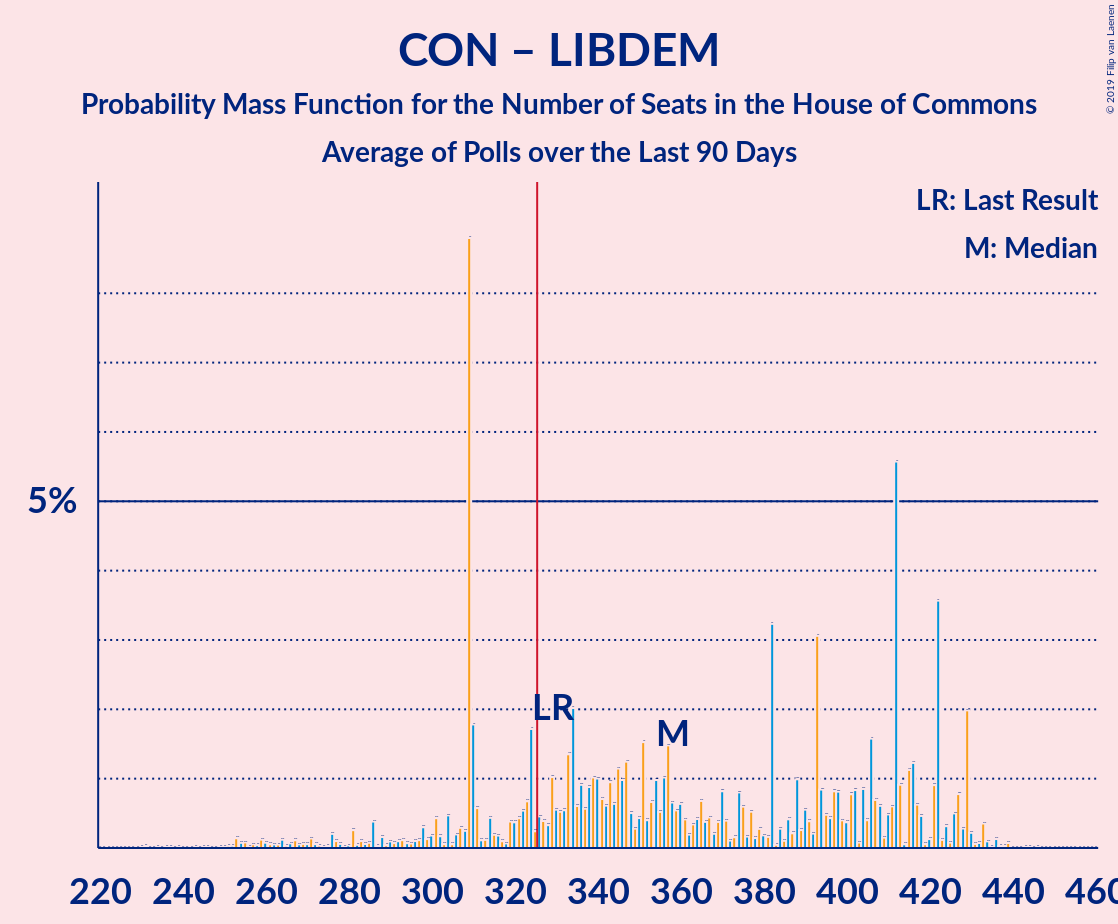 CON – LIBDEM
Probability Mass Function for the Number of Seats in the House of Commons
Average of Polls over the Last 90 Days
© 2019 Filip van Laenen
LR: Last Result
M: Median
5%
LR
M
220 240 260 280 300 320 340 360 380 400 420 440 460